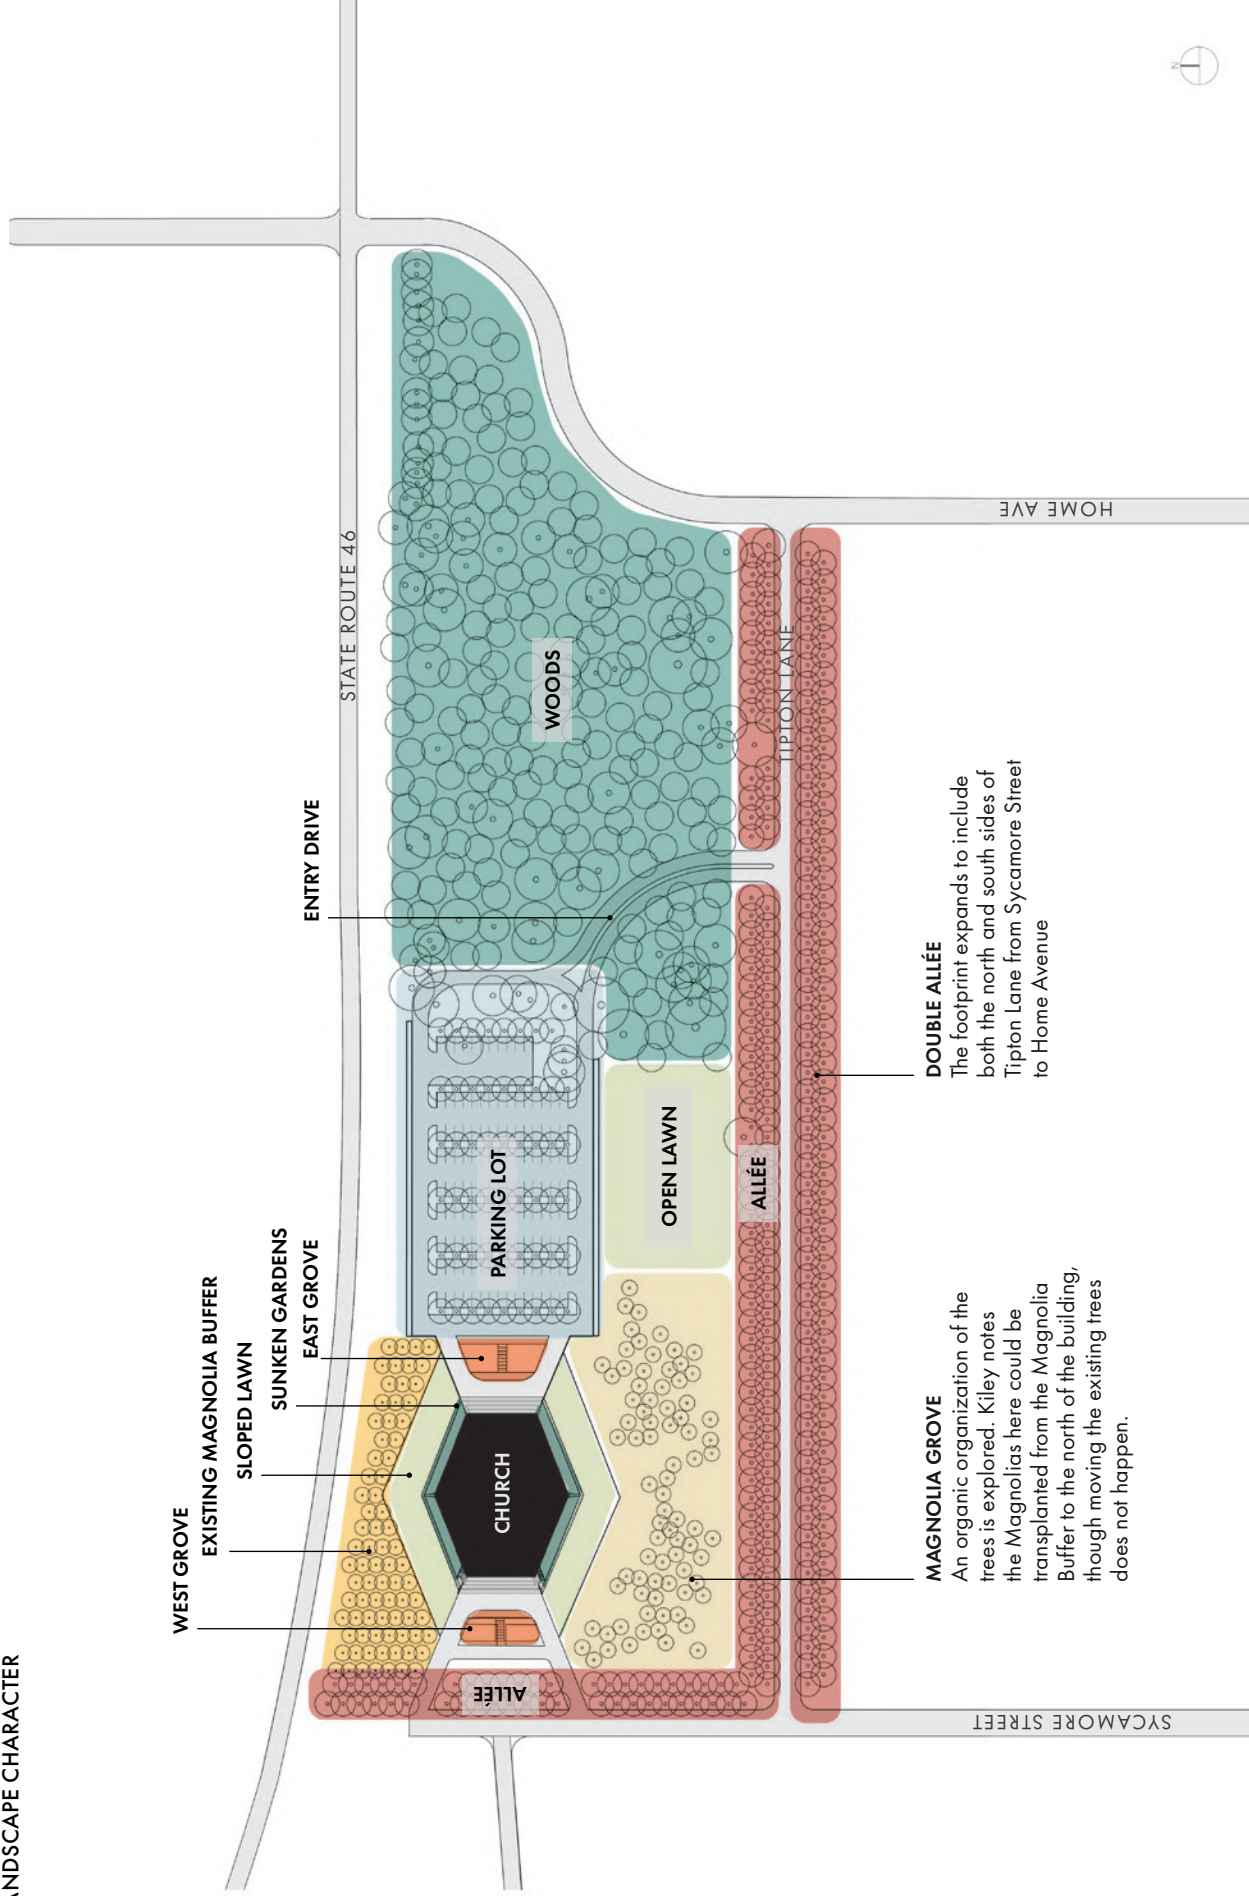 ANDSCAPE CHARACTER
WEST GROVE
EXISTING MAGNOLIA BUFFER
SLOPED LAWN
SUNKEN GARDENS
EAST GROVE
ENTRY DRIVE
STATE ROUTE 46
N
CHURCH
PARKING LOT
WOODS
OPEN LAWN
ALLÉE
ALLÉE
TIPTON LANE
SYCAMORE STREET
HOME AVE
MAGNOLIA GROVE
An organic organization of the
trees is explored. Kiley notes
the Magnolias here could be
transplanted from the Magnolia
Buffer to the north of the building,
though moving the existing trees
does not happen.
DOUBLE ALLÉE
The footprint expands to include
both the north and south sides of
Tipton Lane from Sycamore Street
to Home Avenue